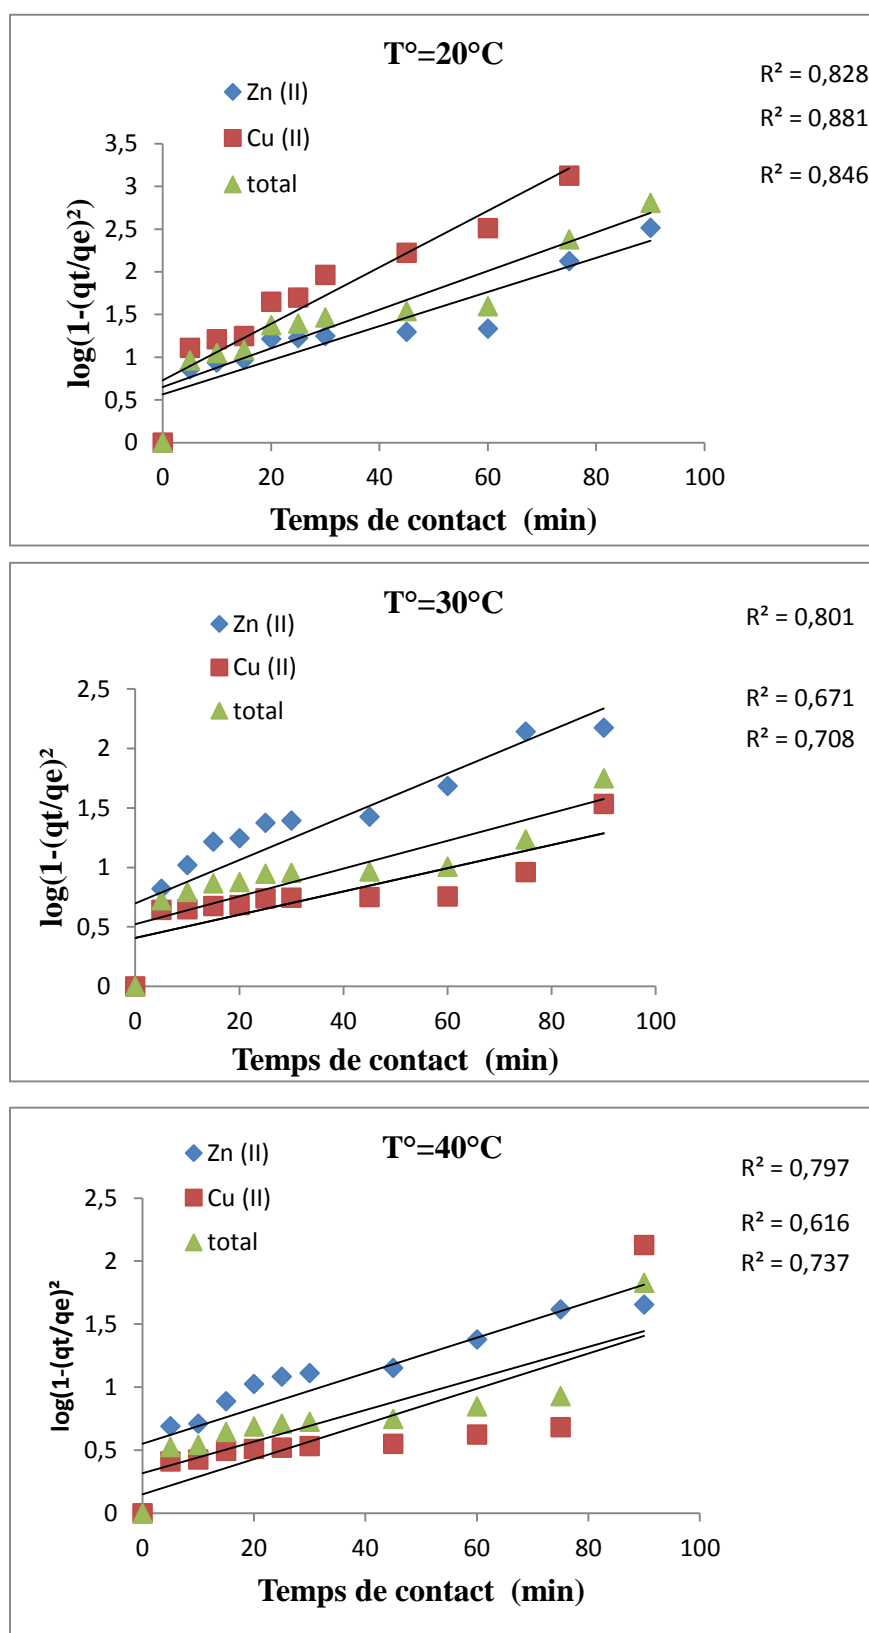 T°=20°C
R² = 0,828
Zn (II)
R² = 0,881
Cu (II)
R² = 0,846
total
3,5
3
2,5
2
1,5
1
0,5
0
log(1-(qt/qe)²)
0 20 40 60 80 100
Temps de contact (min)
T°=30°C
R² = 0,801
Zn (II)
Cu (II)
R² = 0,671
total
R² = 0,708
2,5
2
1,5
1
0,5
0
log(1-(qt/qe)²
0 20 40 60 80 100
Temps de contact (min)
T°=40°C
Zn (II)
R² = 0,797
Cu (II)
R² = 0,616
total
R² = 0,737
2,5
2
1,5
1
0,5
0
log(1-(qt/qe)²
0 20 40 60 80 100
Temps de contact (min)